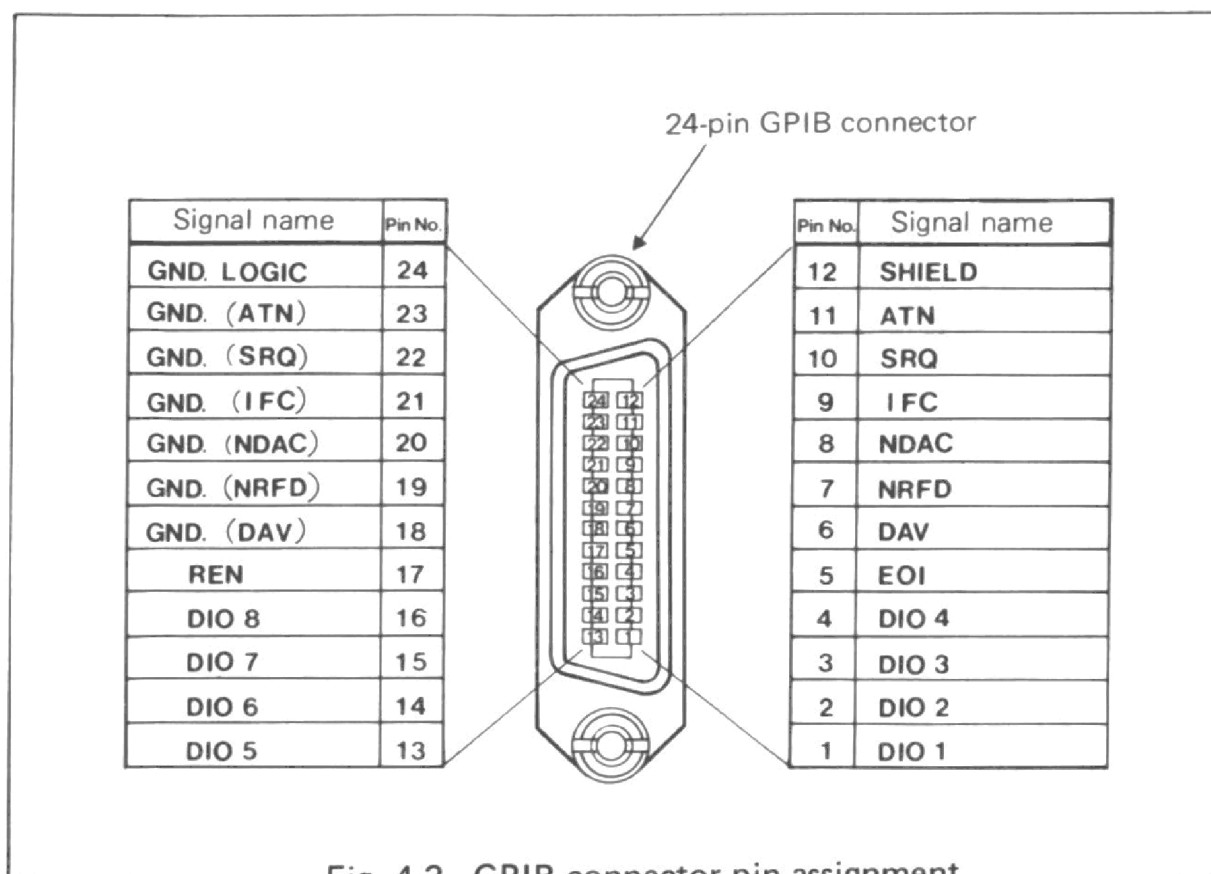 24-pin GPIB connector
Signal name Pin No.
GND. LOGIC 24
GND. (ATN) 23
GND. (SRQ) 22
GND. (IFC) 21
GND. (NDAC) 20
GND. (NRFD) 19
GND. (DAV) 18
REN 17
DIO 8 16
DIO 7 15
DIO 6 14
DIO 5 13
24 12
23 11
22 10
21 9
20 8
19 7
18 6
17 5
16 4
15 3
14 2
13 1
Pin No. Signal name
12 SHIELD
11 ATN
10 SRQ
9 IFC
8 NDAC
7 NRFD
6 DAV
5 EOI
4 DIO 4
3 DIO 3
2 DIO 2
1 DIO 1
Fig. 4-2 GPIB connector pin assignment